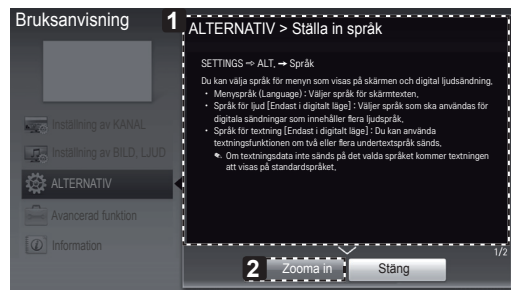 Bruksanvisning
1
ALTERNATIV > Ställa in språk
SETTINGS ⇨ ALT, ➙ Språk
Du kan välja språk för menyn som visas på skärmen och digital ljudsändning,
• Menyspråk (Language) : Väljer språk för skärmtexten,
• Språk för ljud [Endast i digitalt läge] : Väljer språk som ska användas för
digitala sändningar som innehåller flera ljudspråk,
• Språk för textning [Endast i digitalt läge] : Du kan använda
textningsfunktionen om två eller flera undertextspråk sänds,
Om textningsdata inte sänds på det valda språket kommer textningen
att visas på standardspråket,
Inställning av KANAL
Inställning av BILD, LJUD
ALTERNATIV
Avancerad funktion
Information
1/2
2
Zooma in
Stäng